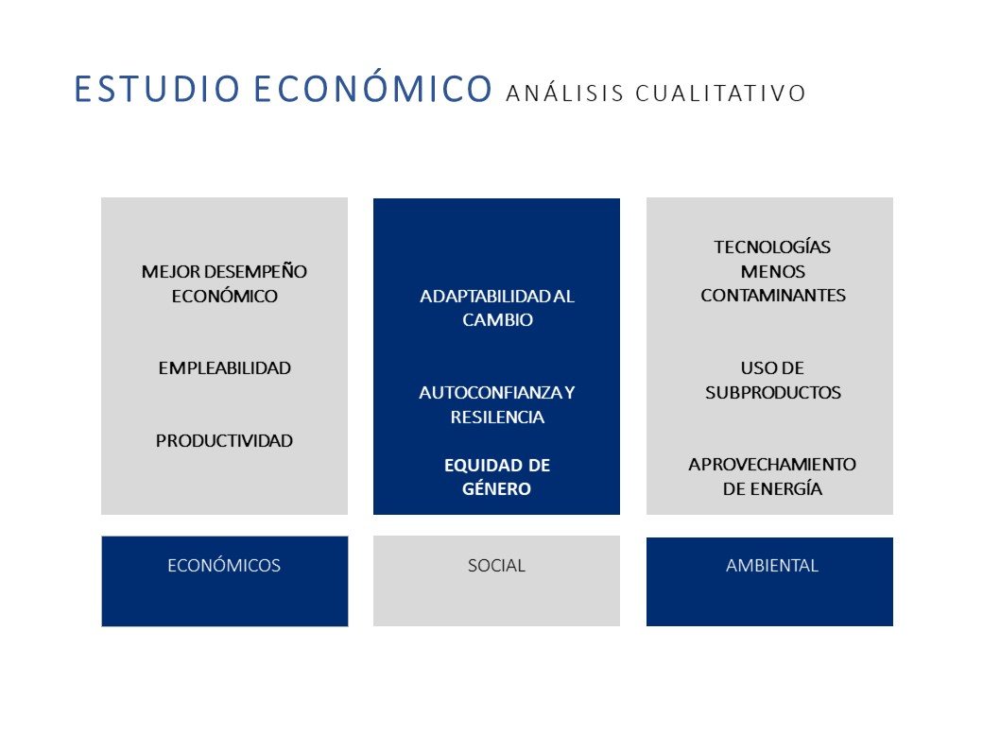 ESTUDIO ECONÓMICO ANÁLISIS CUALITATIVO
MEJOR DESEMPEÑO
ECONÓMICO
EMPLEABILIDAD
PRODUCTIVIDAD
ADAPTABILIDAD AL
CAMBIO
AUTOCONFIANZA Y
RESILENCIA
EQUIDAD DE
GÉNERO
TECNOLOGÍAS
MENOS
CONTAMINANTES
USO DE
SUBPRODUCTOS
APROVECHAMIENTO
DE ENERGÍA
ECONÓMICOS
SOCIAL
AMBIENTAL